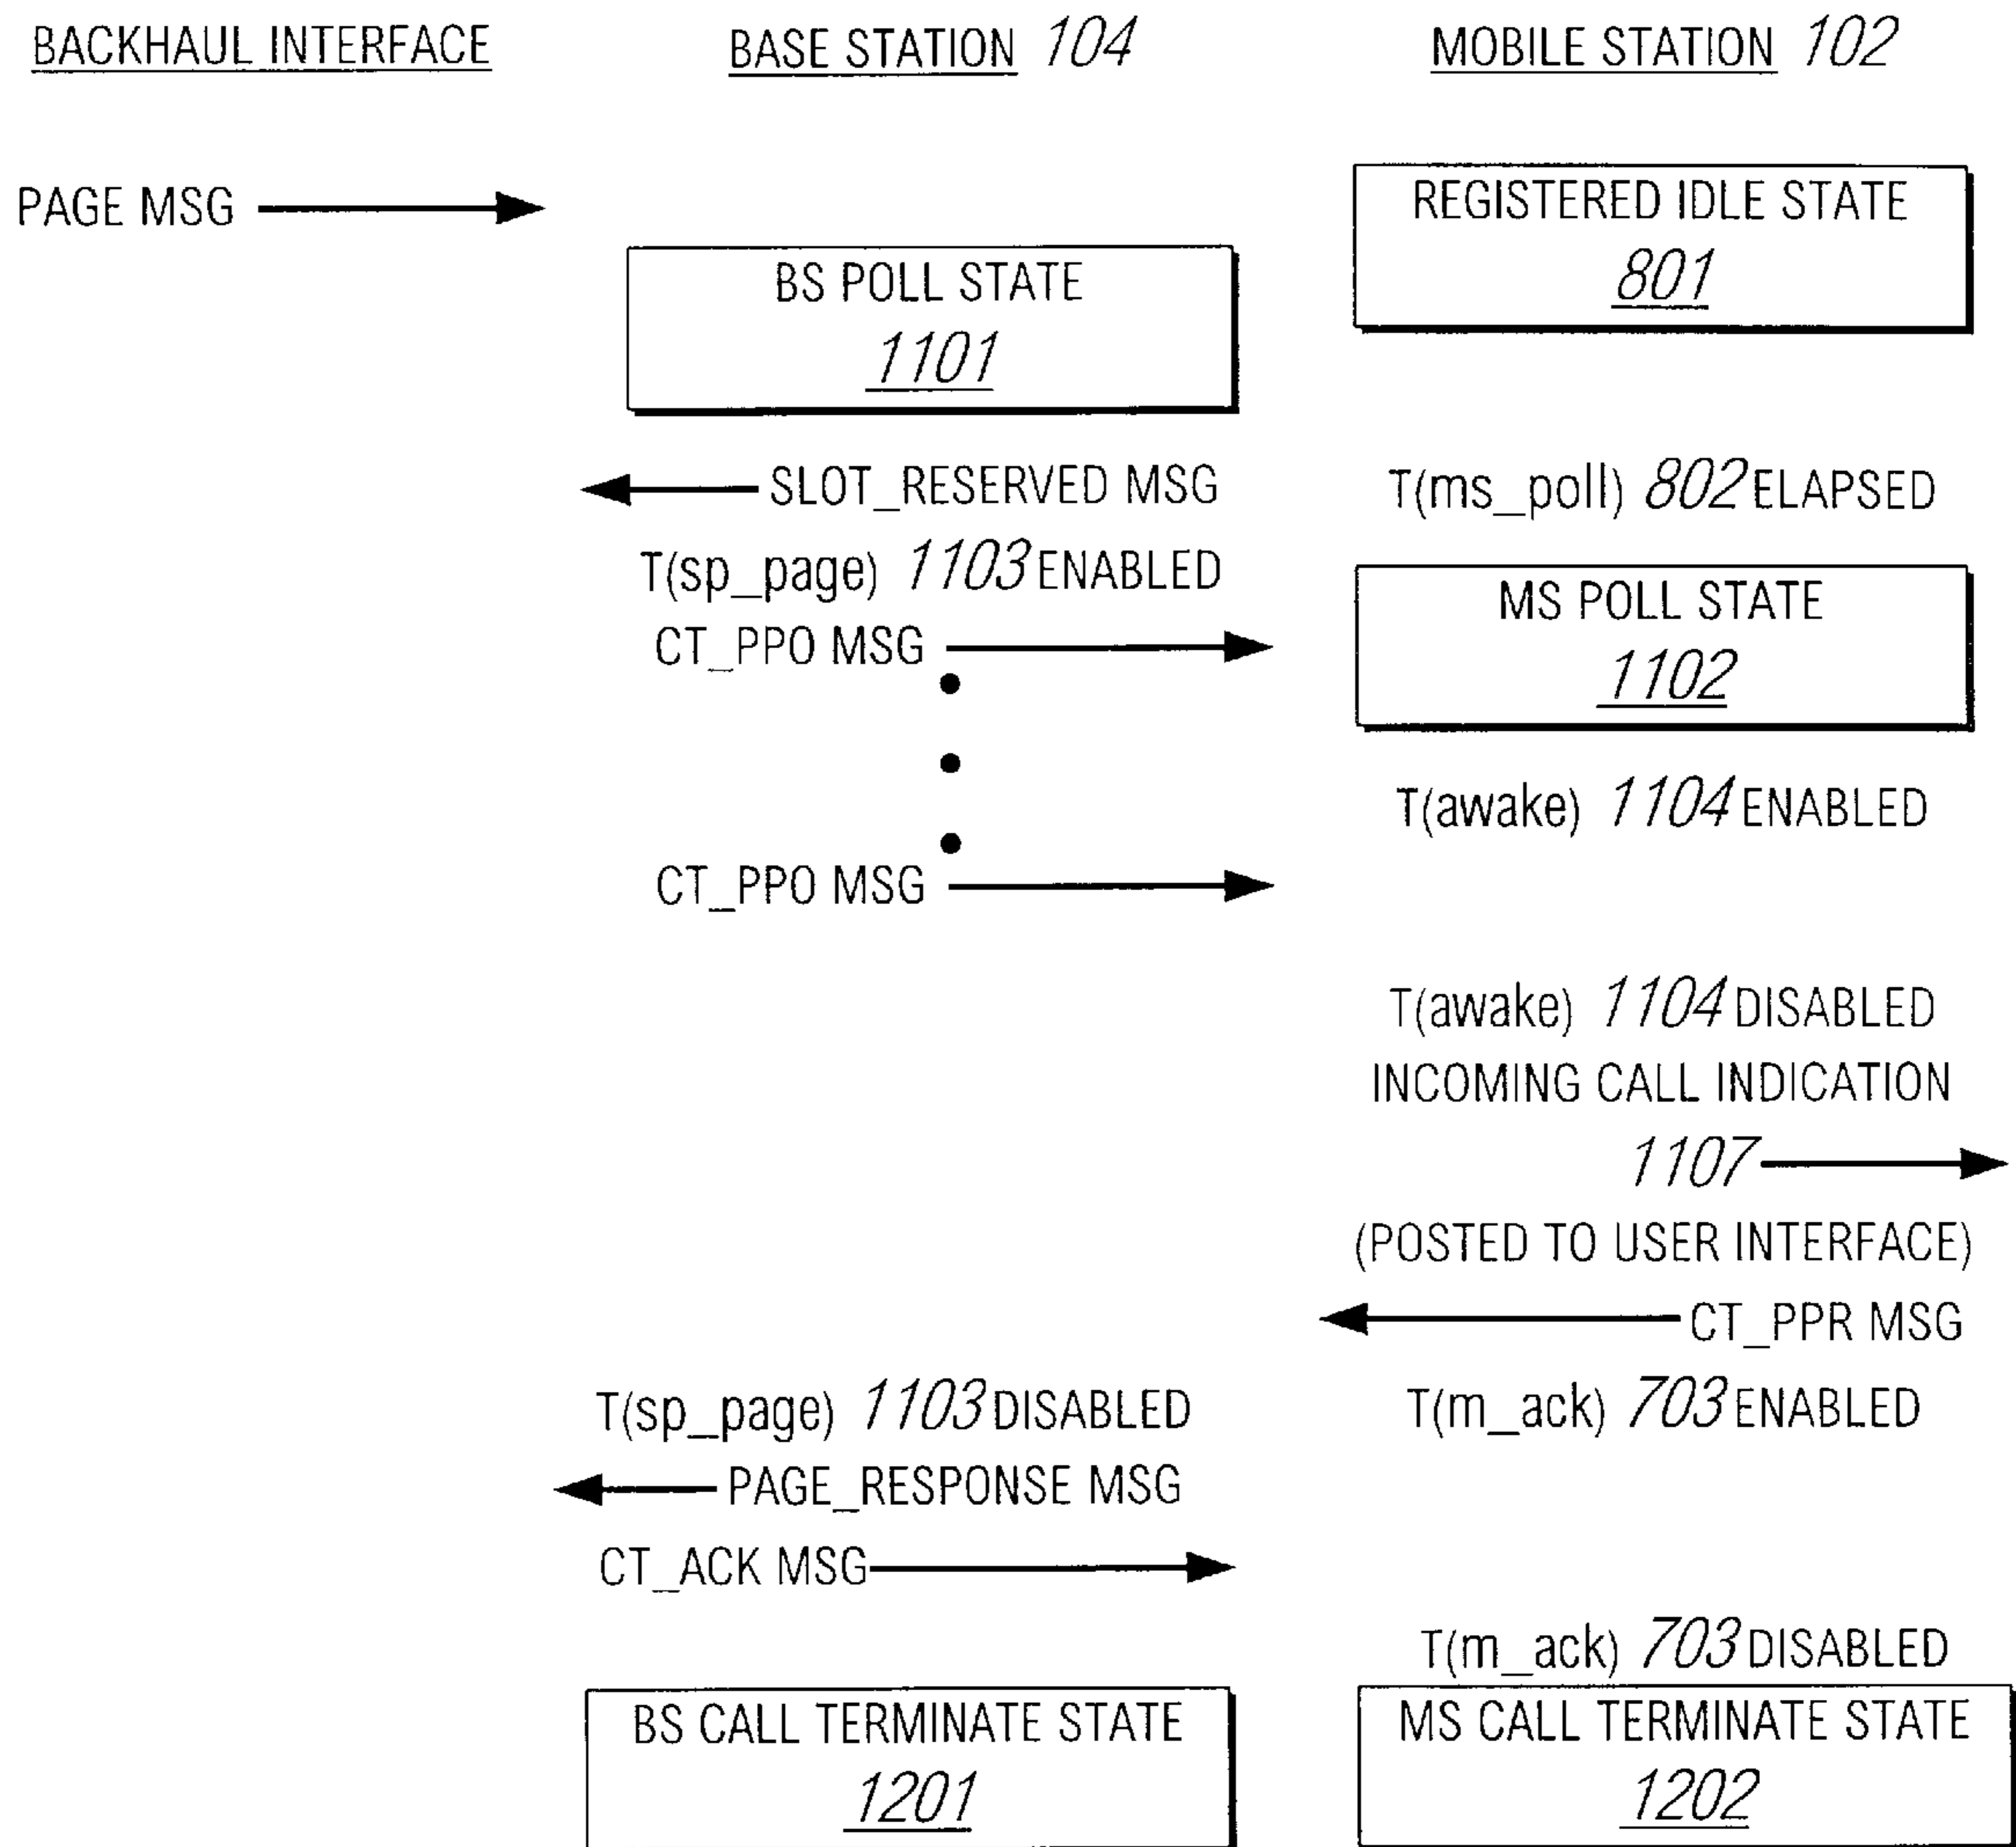 BACKHAUL INTERFACE BASE STATION 104 MOBILE STATION 102
PAGE MSG
REGISTERED IDLE STATE
801
BS POLL STATE
1101
SLOT_RESERVED MSG
T(ms_poll) 802 ELAPSED
T(sp_page) 1103 ENABLED
CT_PPO MSG
MS POLL STATE
1102
T(awake) 1104 ENABLED
CT_PPO MSG
T(awake) 1104 DISABLED
INCOMING CALL INDICATION
1107
(POSTED TO USER INTERFACE)
CT_PPR MSG
T(sp_page) 1103 DISABLED
T(m_ack) 703 ENABLED
PAGE_RESPONSE MSG
CT_ACK MSG
T(m_ack) 703 DISABLED
BS CALL TERMINATE STATE
1201
MS CALL TERMINATE STATE
1202